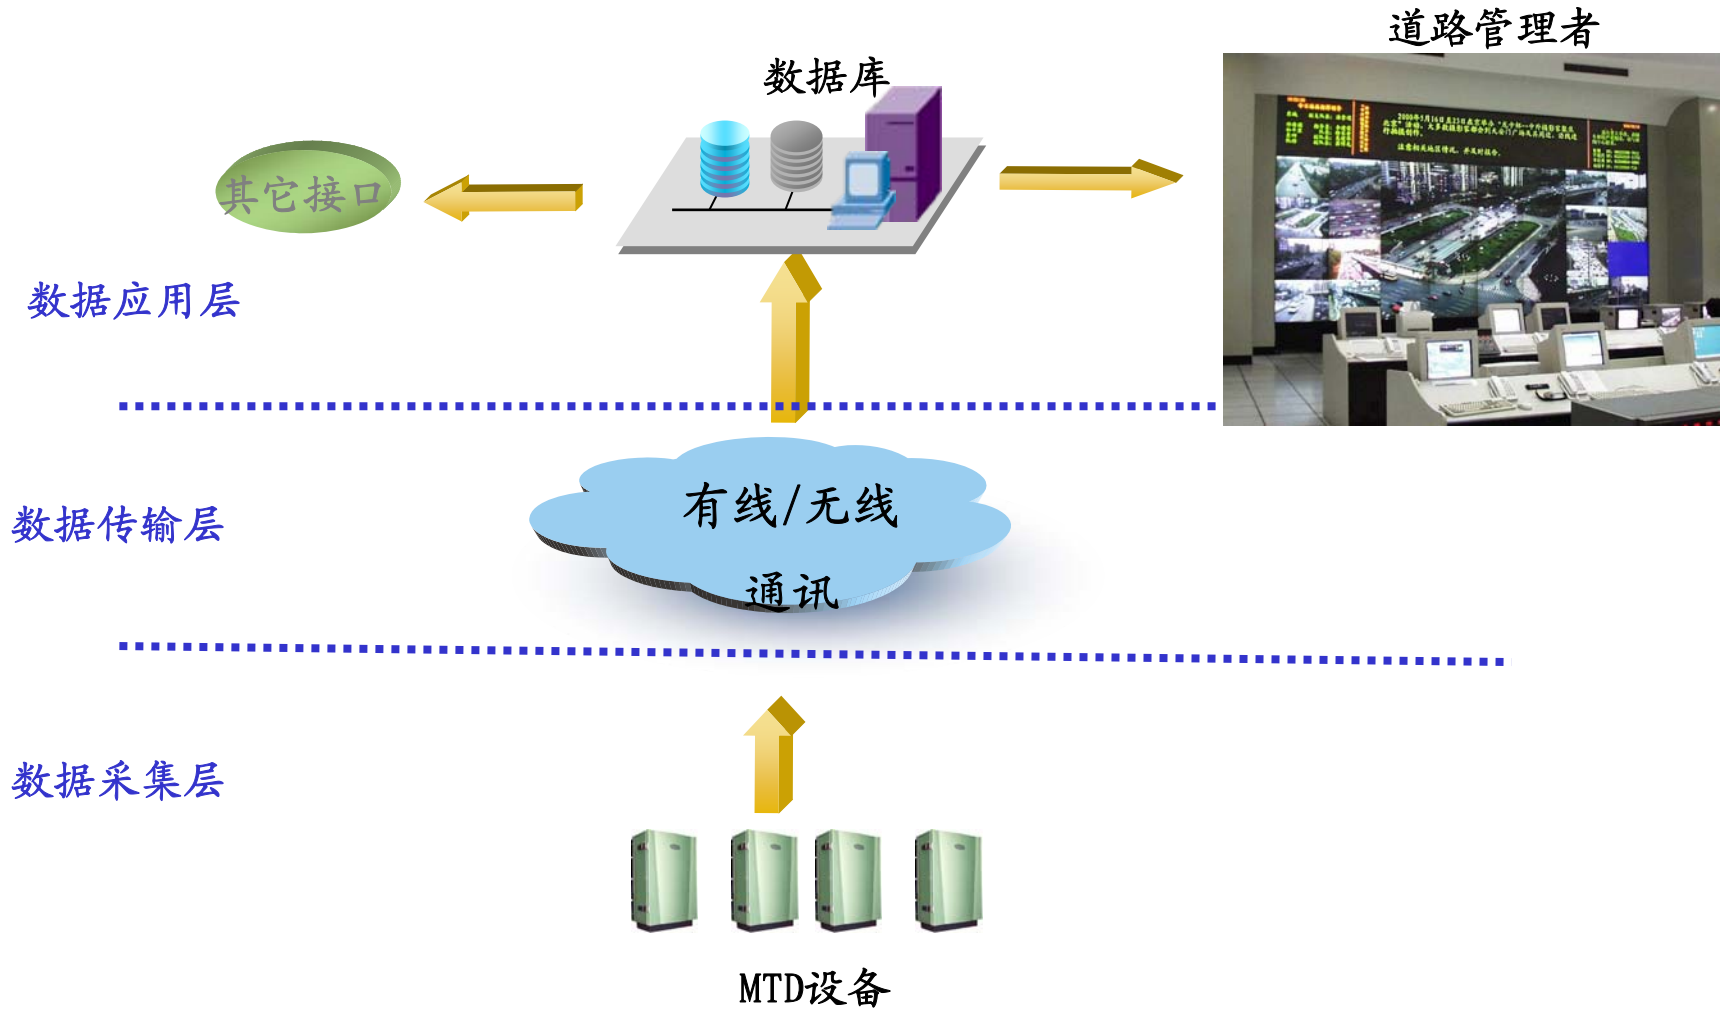 道路管理者
数据库
其它接口
数据应用层
数据传输层
有线/无线
通讯
数据采集层
MTD设备